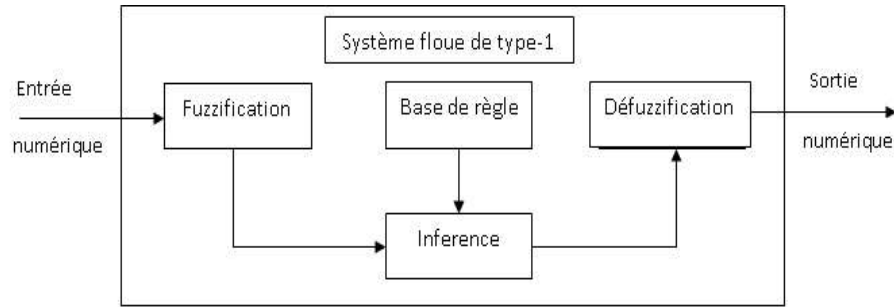 Système floue de type-1
Entrée
numérique
Fuzzification
Base de règle
Défuzzification
Sortie
numérique
Inference